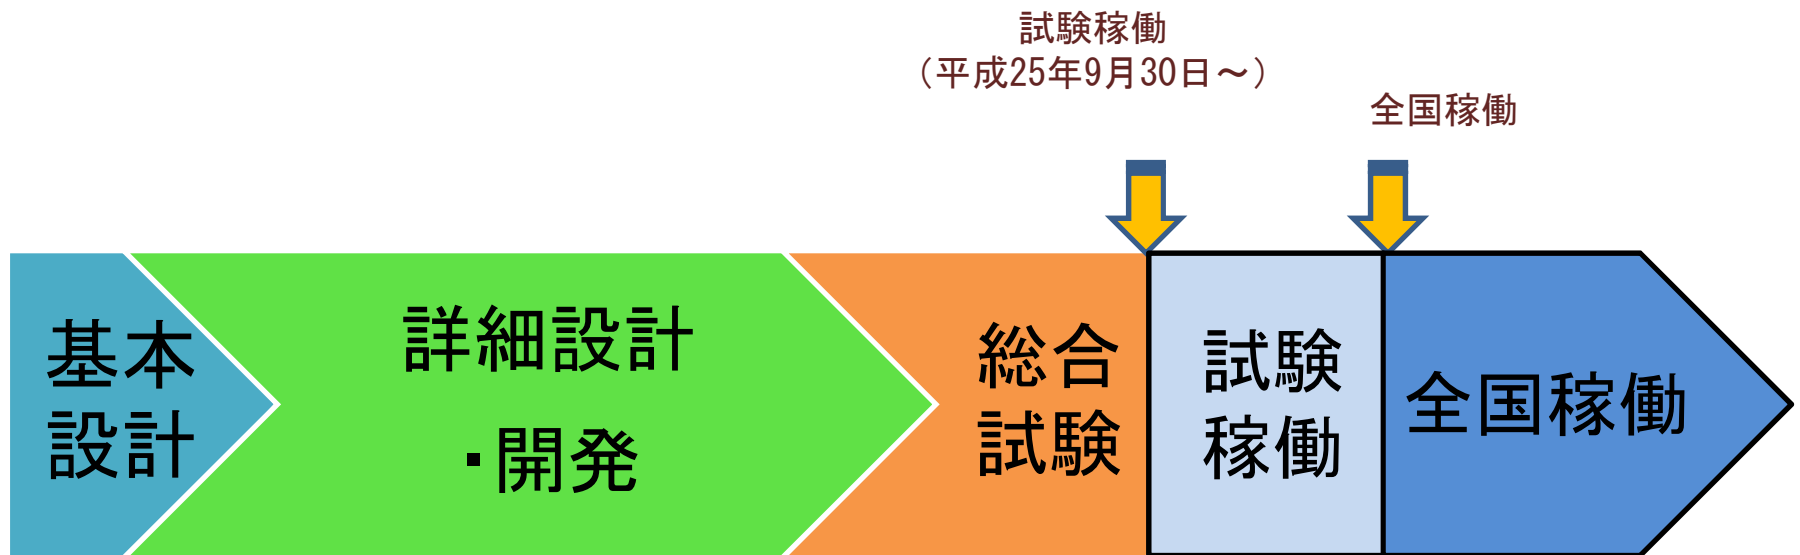 試験稼働
（平成25年9月30日～）
全国稼働
基本
設計
詳細設計
・開発
総合
試験
試験
稼働
全国稼働